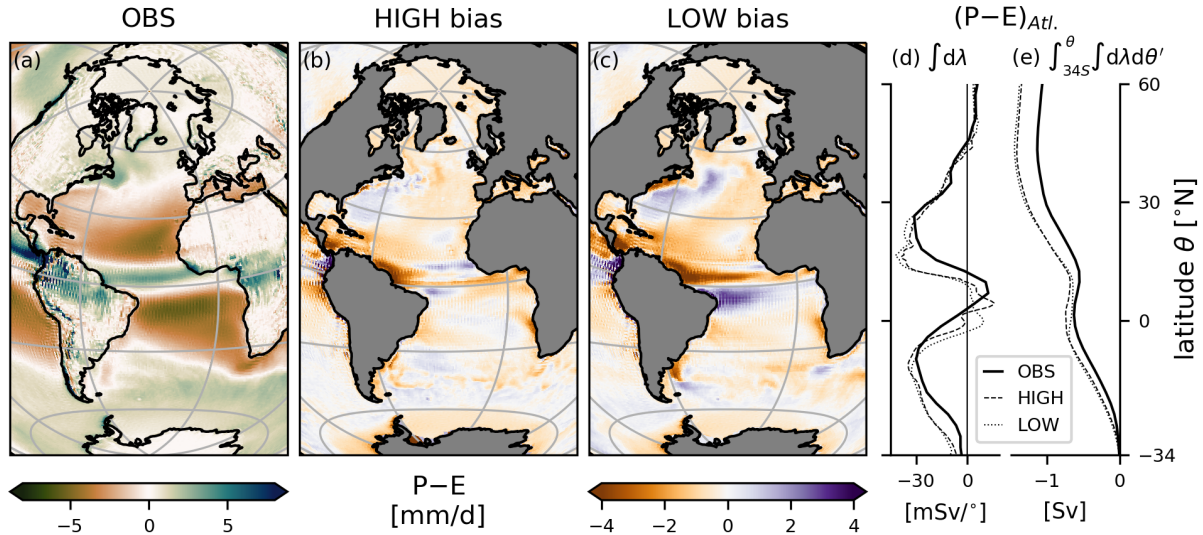 OBS
HIGH bias
LOW bias
(P−E)Atl.
(a)
(b)
(c)
(d) ∫dλ
(e) ∫θ34S∫dλdθ′
60
30
0
−34
latitude θ [°N]
OBS
HIGH
LOW
−30
0
[mSv/°]
−1
0
[Sv]
−5
0
5
P−E
[mm/d]
−4
−2
0
2
4